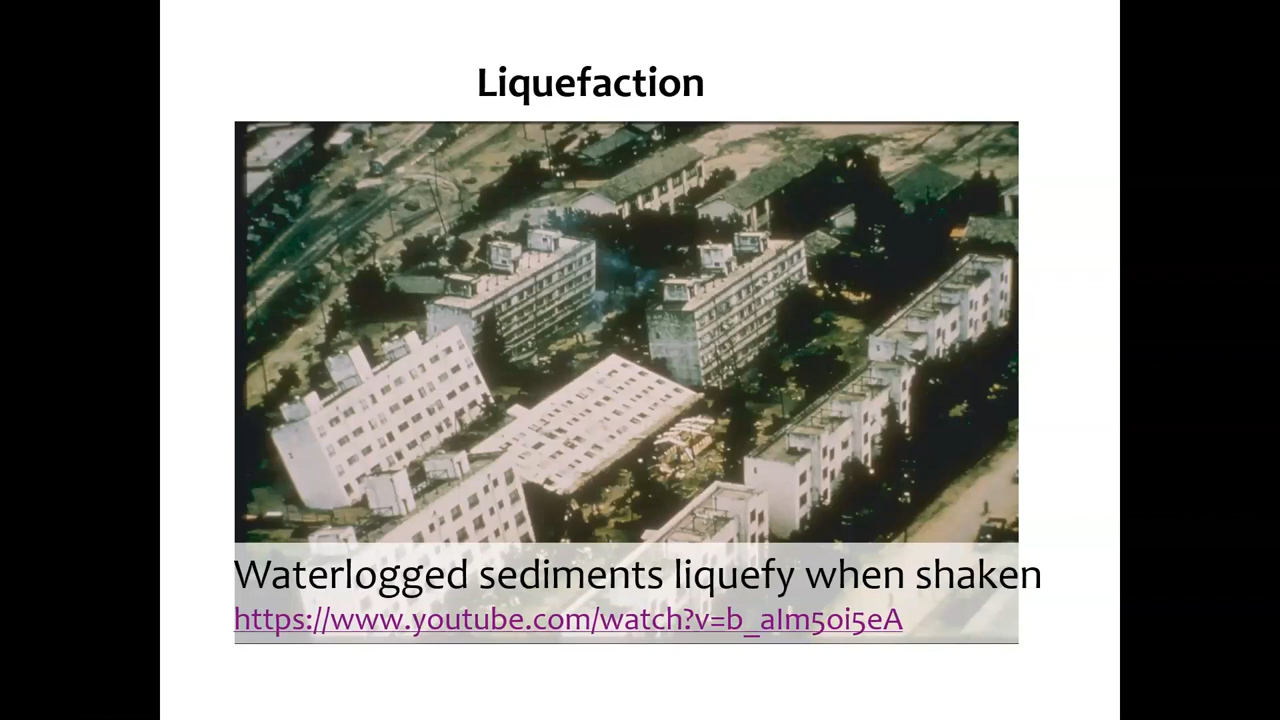 Liquefaction
Waterlogged sediments liquefy when shaken
https://www.youtube.com/watch?v=b_aIm5oi5eA